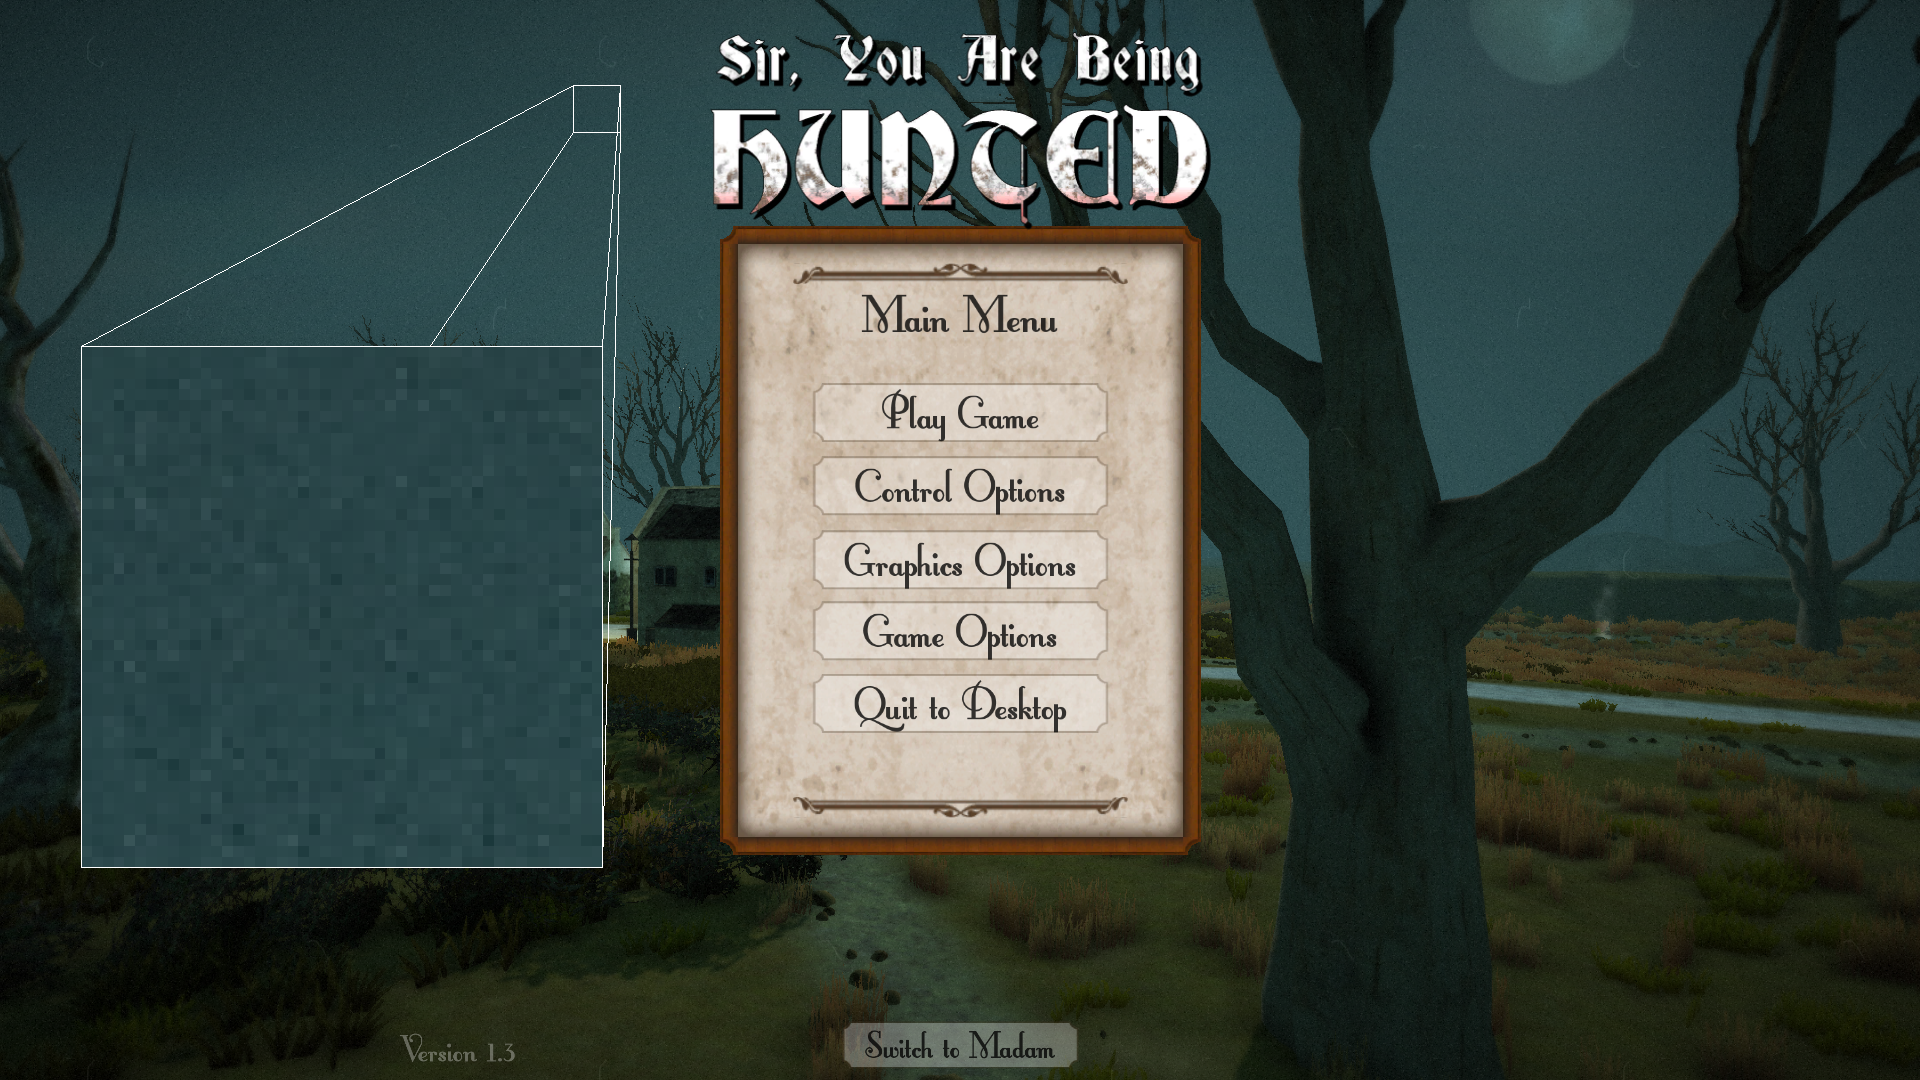 Sir, You Are Being
HUNTED
Main Menu
Play Game
Control Options
Graphics Options
Game Options
Quit to Desktop
Version 1.3
Switch to Madam